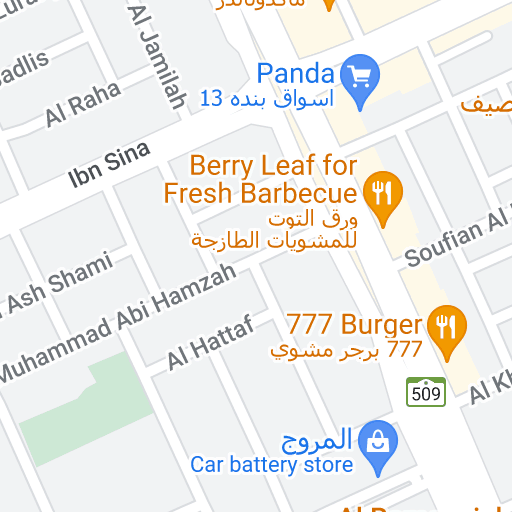 ماكدونالدز
Al Jamilah
Al Raha
Panda
اسواق بنده 13
Ibn Sina
Berry Leaf for
Fresh Barbecue
ورق التوت
للمشويات الطازجة
Soufian Al
Ash Shami
Muhammad Abi Hamzah
777 Burger
777 برجر مشوي
Al Hattaf
509
المروج
Car battery store